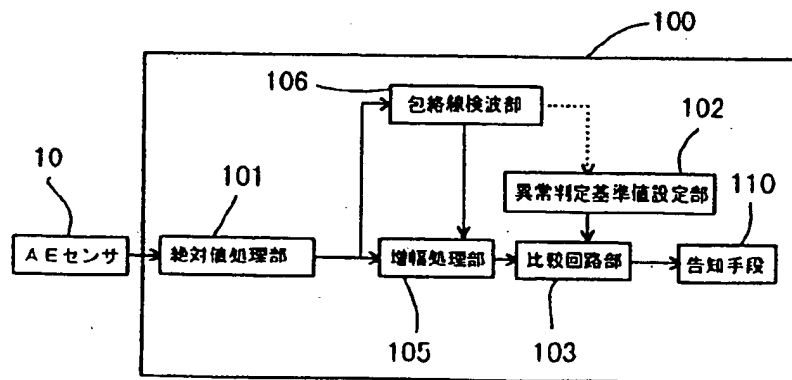 100
106
包絡線検波部
102
10
101
異常判定基準値設定部
110
AEセンサ
絶対値処理部
増幅処理部
比較回路部
告知手段
105
103